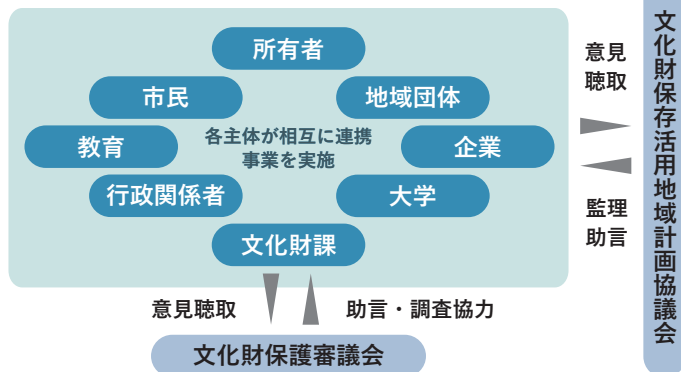 所有者
市民
地域団体
各主体が相互に連携
事業を実施
教育
企業
行政関係者
大学
文化財課
意見
聴取
監理
助言
文化財保存活用地域計画協議会
意見聴取
助言・調査協力
文化財保護審議会